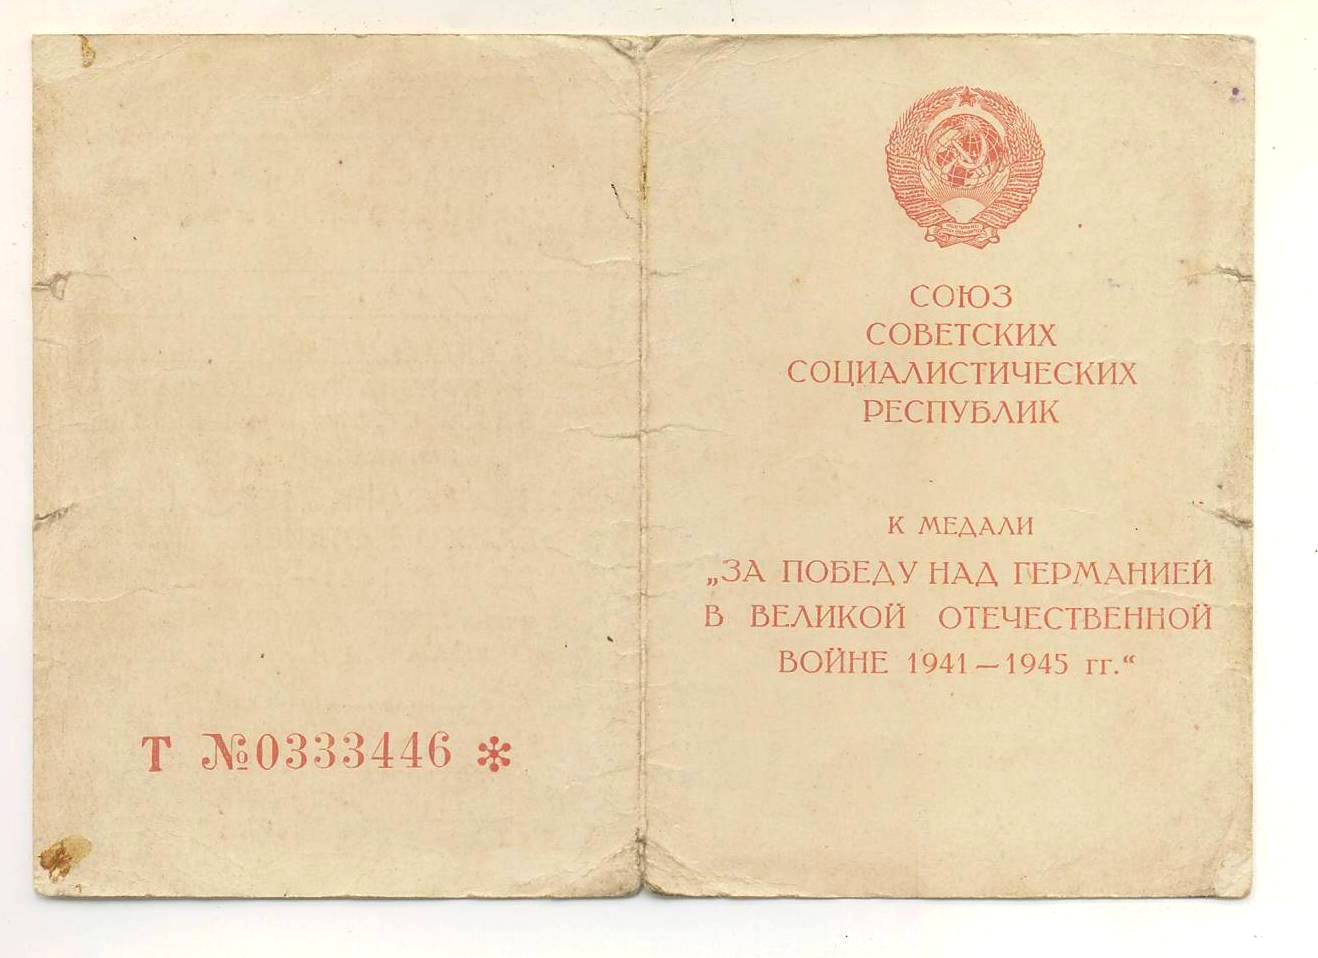 Т №0333446 *
СОЮЗ
СОВЕТСКИХ
СОЦИАЛИСТИЧЕСКИХ
РЕСПУБЛИК
К МЕДАЛИ
„ЗА ПОБЕДУ НАД ГЕРМАНИЕЙ
В ВЕЛИКОЙ ОТЕЧЕСТВЕННОЙ
ВОЙНЕ 1941—1945 гг.“